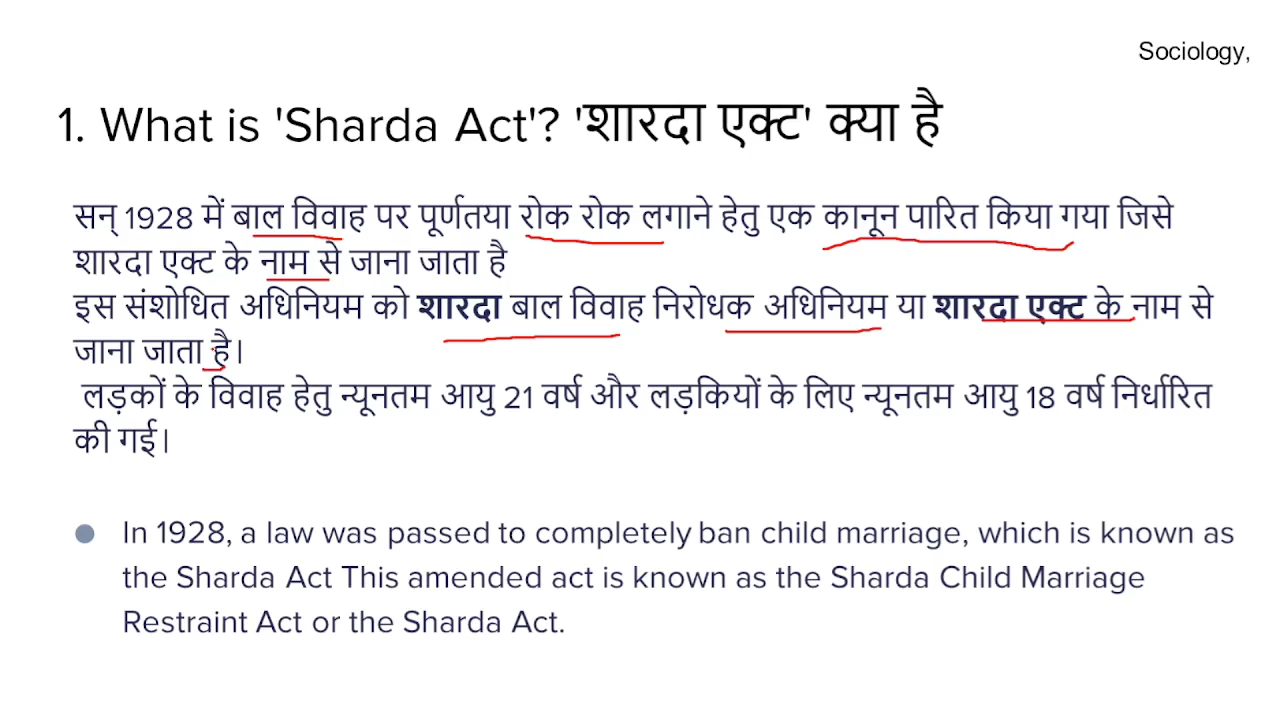 Sociology,
1. What is 'Sharda Act'? 'शारदा एक्ट' क्या है
सन् 1928 में बाल विवाह पर पूर्णतया रोक रोक लगाने हेतु एक कानून पारित किया गया जिसे
शारदा एक्ट के नाम से जाना जाता है
इस संशोधित अधिनियम को शारदा बाल विवाह निरोधक अधिनियम या शारदा एक्ट के नाम से
जाना जाता है।
लड़कों के विवाह हेतु न्यूनतम आयु 21 वर्ष और लड़कियों के लिए न्यूनतम आयु 18 वर्ष निर्धारित
की गई।
● In 1928, a law was passed to completely ban child marriage, which is known as
the Sharda Act This amended act is known as the Sharda Child Marriage
Restraint Act or the Sharda Act.